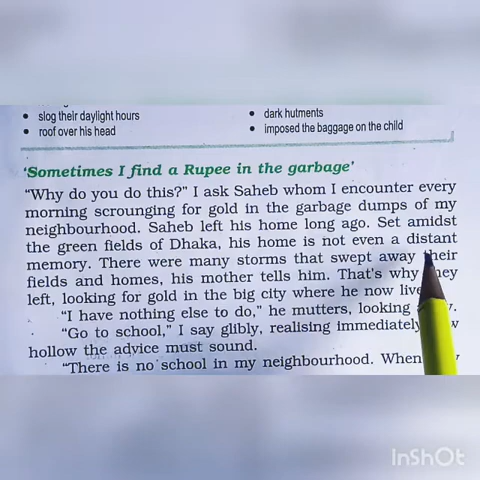 • slog their daylight hours
• roof over his head
• dark hutments
• imposed the baggage on the child
'Sometimes I find a Rupee in the garbage'
"Why do you do this?" I ask Saheb whom I encounter every
morning scrounging for gold in the garbage dumps of my
neighbourhood. Saheb left his home long ago. Set amidst
the green fields of Dhaka, his home is not even a distant
memory. There were many storms that swept away their
fields and homes, his mother tells him. That's why they
left, looking for gold in the big city where he now
"I have nothing else to do," he mutters, looking
"Go to school," I say glibly, realising immediately
hollow the advice must sound.
"There is no school in my neighbourhood. When
InShOt